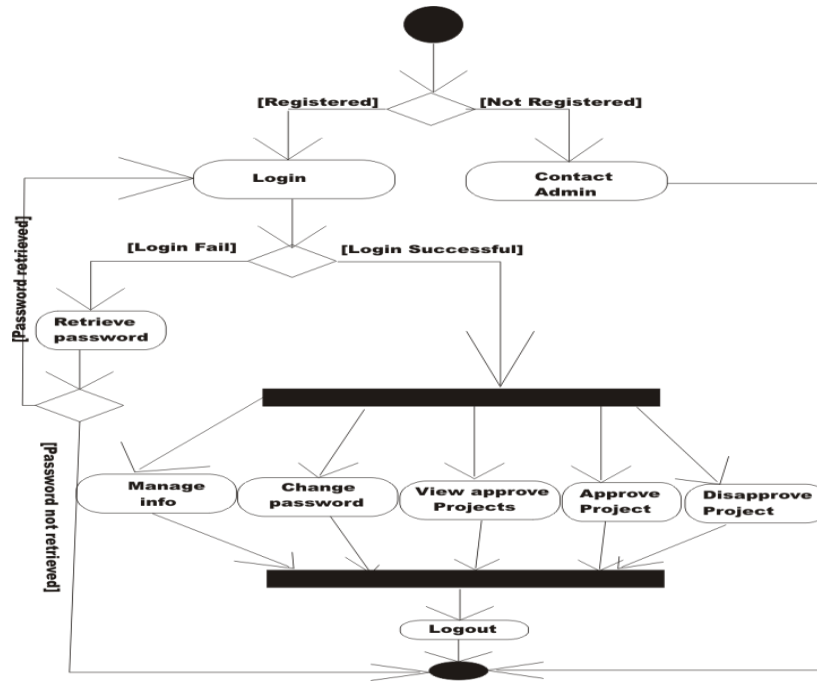 [Registered]
[Not Registered]
Login
Contact
Admin
[Login Fail]
[Login Successful]
[Password retrieved]
Retrieve
password
[Password not retrieved]
Manage
info
Change
password
View approve
Projects
Approve
Project
Disapprove
Project
Logout